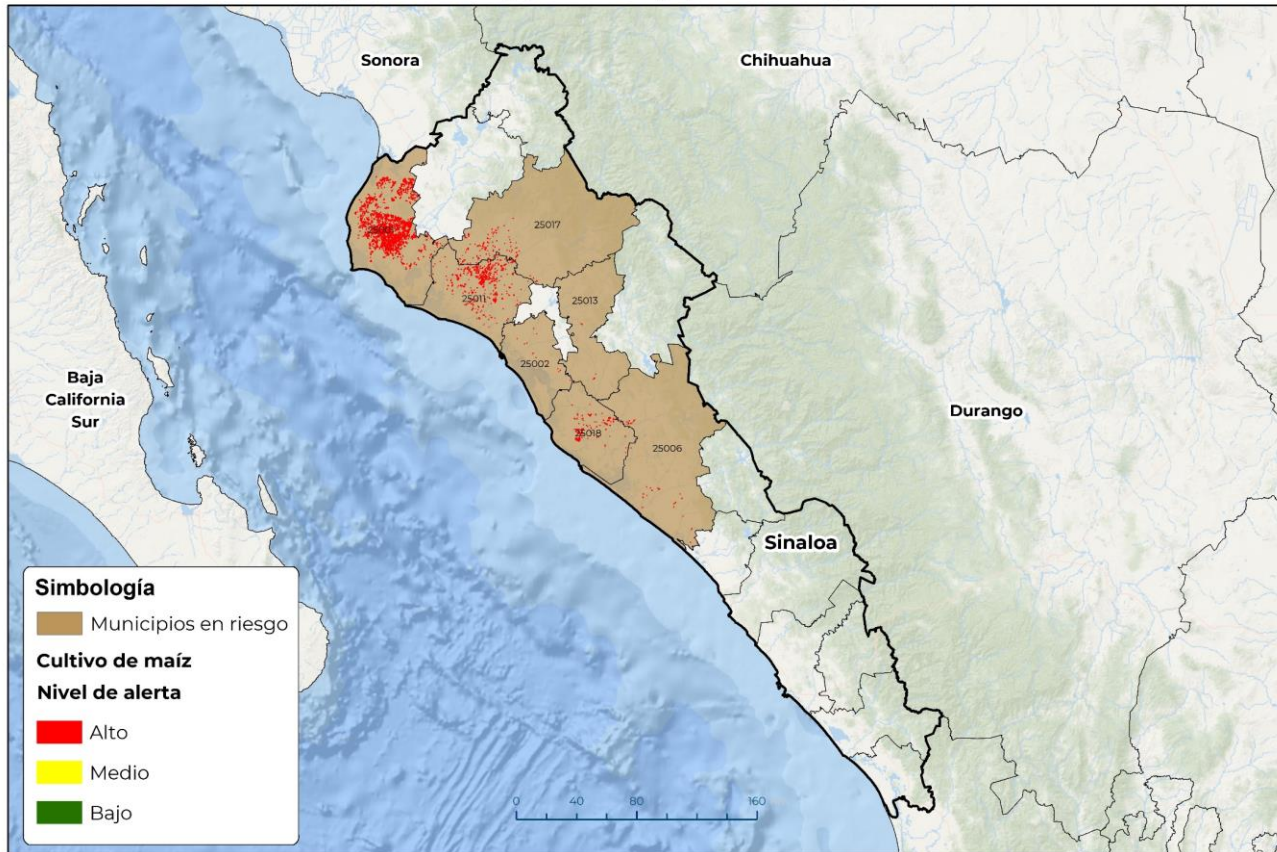 Sonora
Chihuahua
25017
25011
25013
Baja
California
Sur
25002
Durango
25018
25006
Sinaloa
Simbología
Municipios en riesgo
Cultivo de maíz
Nivel de alerta
Alto
Medio
Bajo
0 40 80 160